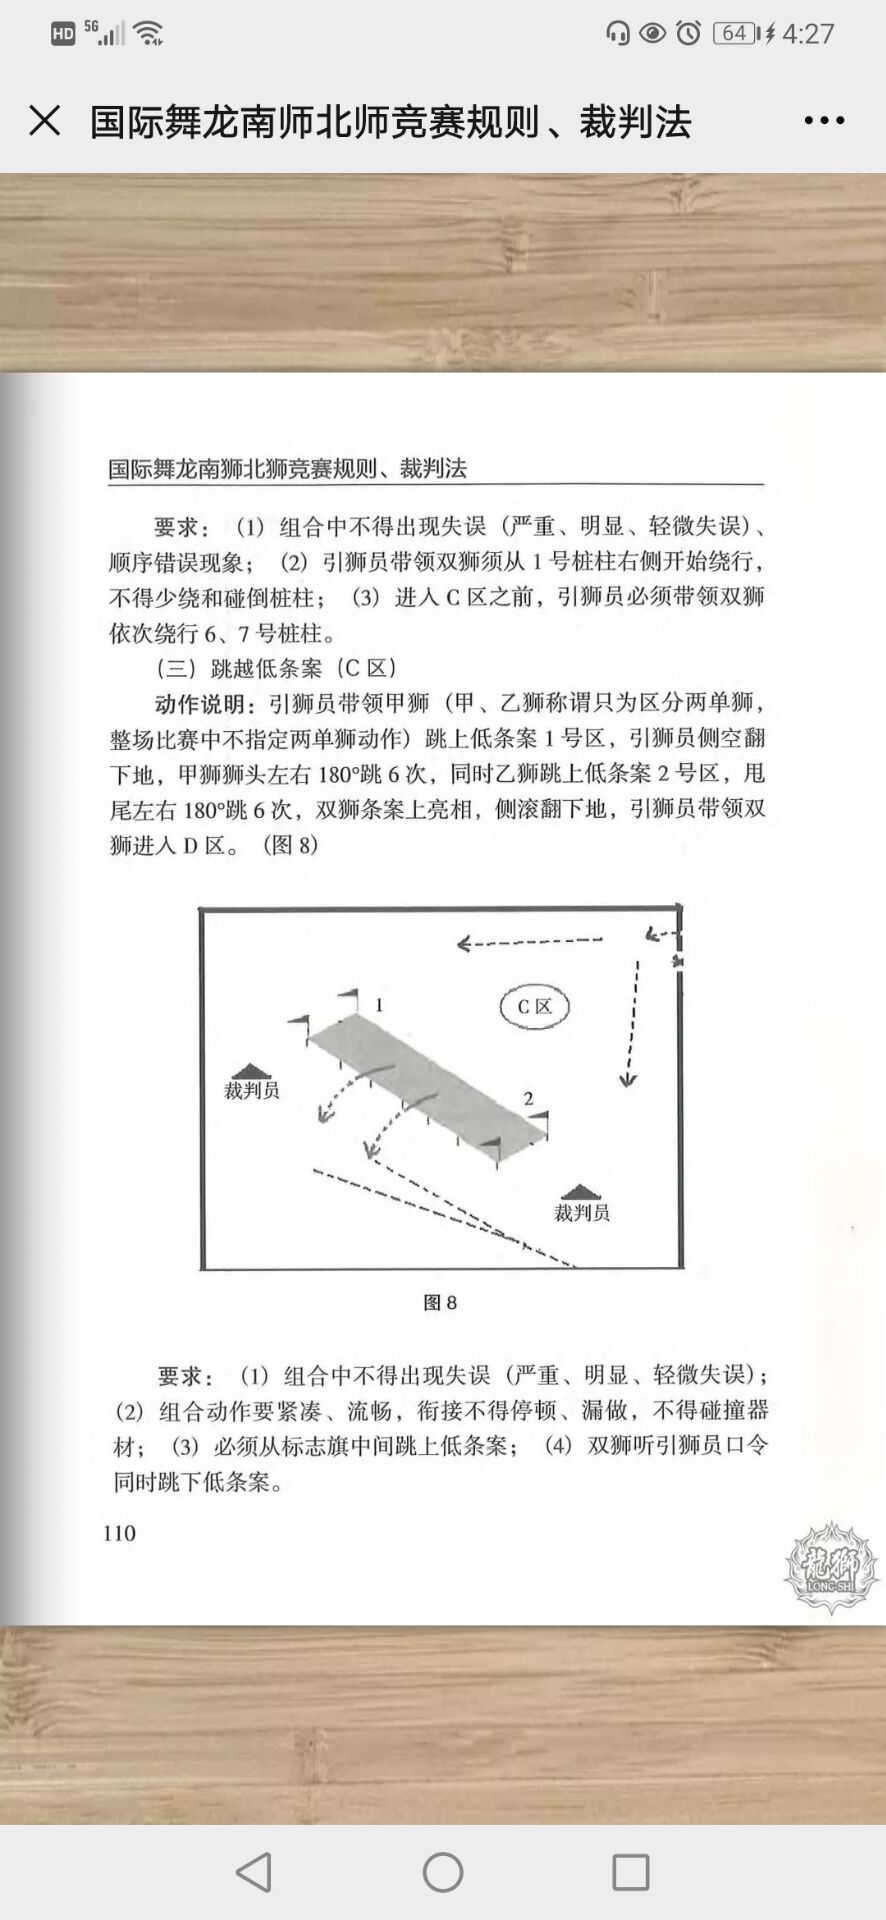 HD 5G 64 4:27
国际舞龙南师北师竞赛规则、裁判法
国际舞龙南狮北狮竞赛规则、裁判法
要求：（1）组合中不得出现失误（严重、明显、轻微失误）、
顺序错误现象；（2）引狮员带领双狮须从 1 号桩柱右侧开始绕行，
不得少绕和碰倒桩柱；（3）进入 C 区之前，引狮员必须带领双狮
依次绕行 6、7 号桩柱。
（三）跳越低条案（C 区）
动作说明：引狮员带领甲狮（甲、乙狮称谓只为区分两单狮，
整场比赛中不指定两单狮动作）跳上低条案 1 号区，引狮员侧空翻
下地，甲狮狮头左右 180°跳 6 次，同时乙狮跳上低条案 2 号区，甩
尾左右 180°跳 6 次，双狮条案上亮相，侧滚翻下地，引狮员带领双
狮进入 D 区。（图 8）
1
C 区
裁判员
2
裁判员
图 8
要求：（1）组合中不得出现失误（严重、明显、轻微失误）；
（2）组合动作要紧凑、流畅，衔接不得停顿、漏做，不得碰撞器
材；（3）必须从标志旗中间跳上低条案；（4）双狮听引狮员口令
同时跳下低条案。
110
龍獅
LONG·SHI